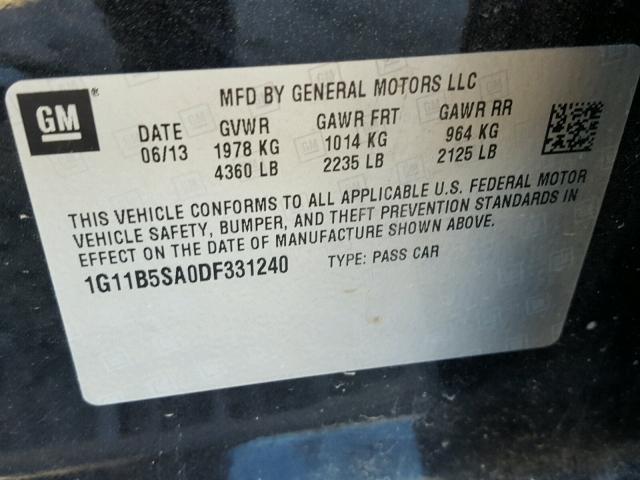 GM ®
MFD BY GENERAL MOTORS LLC
DATE GVWR GAWR FRT GAWR RR
06/13 1978 KG 1014 KG 964 KG
4360 LB 2235 LB 2125 LB
THIS VEHICLE CONFORMS TO ALL APPLICABLE U.S. FEDERAL MOTOR
VEHICLE SAFETY, BUMPER, AND THEFT PREVENTION STANDARDS IN
EFFECT ON THE DATE OF MANUFACTURE SHOWN ABOVE.
1G11B5SA0DF331240 TYPE: PASS CAR